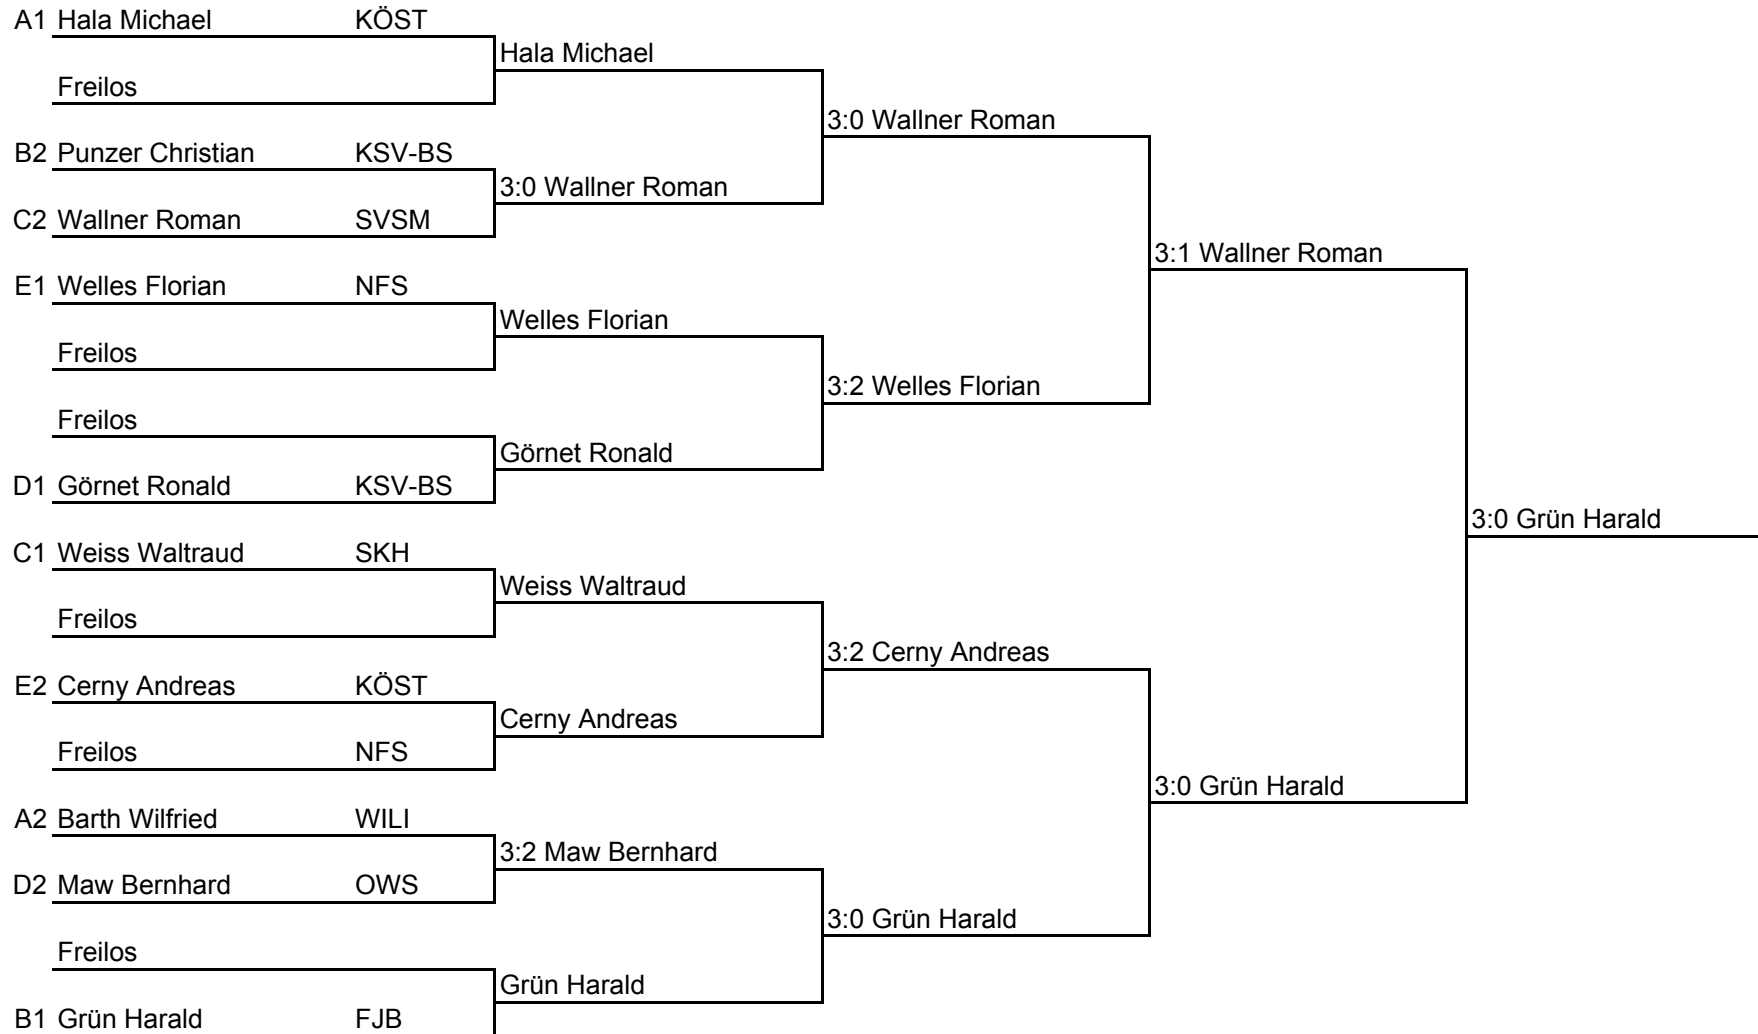 A1 Hala Michael KÖST
Hala Michael
Freilos
3:0 Wallner Roman
B2 Punzer Christian KSV-BS
3:0 Wallner Roman
C2 Wallner Roman SVSM
3:1 Wallner Roman
E1 Welles Florian NFS
Welles Florian
Freilos
3:2 Welles Florian
Freilos
Görnet Ronald
D1 Görnet Ronald KSV-BS
3:0 Grün Harald
C1 Weiss Waltraud SKH
Weiss Waltraud
Freilos
3:2 Cerny Andreas
E2 Cerny Andreas KÖST
Cerny Andreas
Freilos NFS
3:0 Grün Harald
A2 Barth Wilfried WILI
3:2 Maw Bernhard
D2 Maw Bernhard OWS
3:0 Grün Harald
Freilos
Grün Harald
B1 Grün Harald FJB